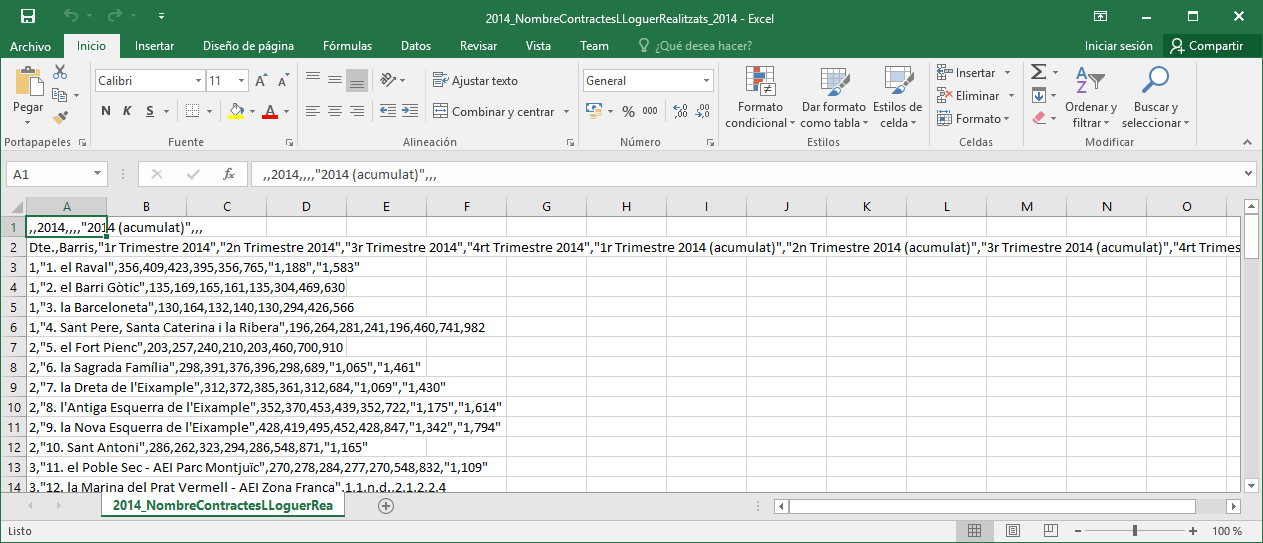 2014_NombreContractesLLoguerRealitzats_2014 - Excel
Archivo Inicio Insertar Diseño de página Fórmulas Datos Revisar Vista Team ¿Qué desea hacer? Iniciar sesión Compartir
Pegar
Calibri 11
N K S
Ajustar texto
Combinar y centrar
General
% 000
Formato condicional
Dar formato como tabla
Estilos de celda
Insertar
Eliminar
Formato
Ordenar y filtrar
Buscar y seleccionar
Portapapeles Fuente Alineación Número Estilos Celdas Modificar
A1 fx ,,2014,,,,"2014 (acumulat)",,,
A B C D E F G H I J K L M N O
1 ,,2014,,,,"2014 (acumulat)",,,
2 Dte.,Barris,"1r Trimestre 2014","2n Trimestre 2014","3r Trimestre 2014","4rt Trimestre 2014","1r Trimestre 2014 (acumulat)","2n Trimestre 2014 (acumulat)","3r Trimestre 2014 (acumulat)","4rt Trimes
3 1,"1. el Raval",356,409,423,395,356,765,"1,188","1,583"
4 1,"2. el Barri Gòtic",135,169,165,161,135,304,469,630
5 1,"3. la Barceloneta",130,164,132,140,130,294,426,566
6 1,"4. Sant Pere, Santa Caterina i la Ribera",196,264,281,241,196,460,741,982
7 2,"5. el Fort Pienc",203,257,240,210,203,460,700,910
8 2,"6. la Sagrada Família",298,391,376,396,298,689,"1,065","1,461"
9 2,"7. la Dreta de l'Eixample",312,372,385,361,312,684,"1,069","1,430"
10 2,"8. l'Antiga Esquerra de l'Eixample",352,370,453,439,352,722,"1,175","1,614"
11 2,"9. la Nova Esquerra de l'Eixample",428,419,495,452,428,847,"1,342","1,794"
12 2,"10. Sant Antoni",286,262,323,294,286,548,871,"1,165"
13 3,"11. el Poble Sec - AEI Parc Montjuïc",270,278,284,277,270,548,832,"1,109"
14 3,"12. la Marina del Prat Vermell - AEI Zona Franca",1,1,n.d.,2,1,2,2,4
2014_NombreContractesLLoguerRea
Listo 100 %